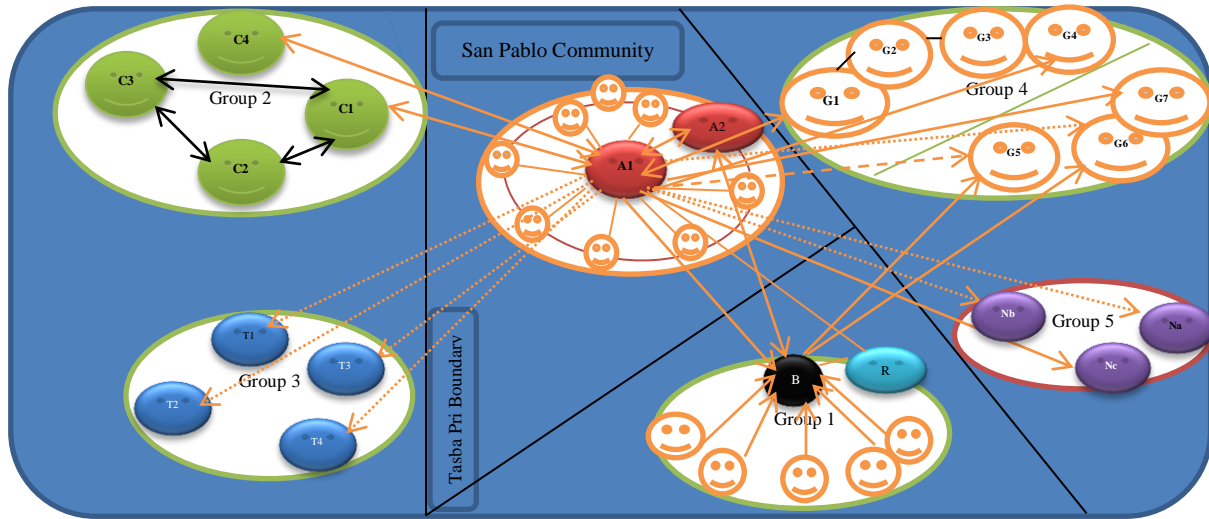 San Pablo Community
C4
C3
Group 2
C1
C2
A1
A2
G1
G2
G3
G4
Group 4
G7
G5
G6
T1
T3
Group 3
T2
T4
Tasba Pri Boundary
B
R
Group 1
Nb
Group 5
Na
Nc